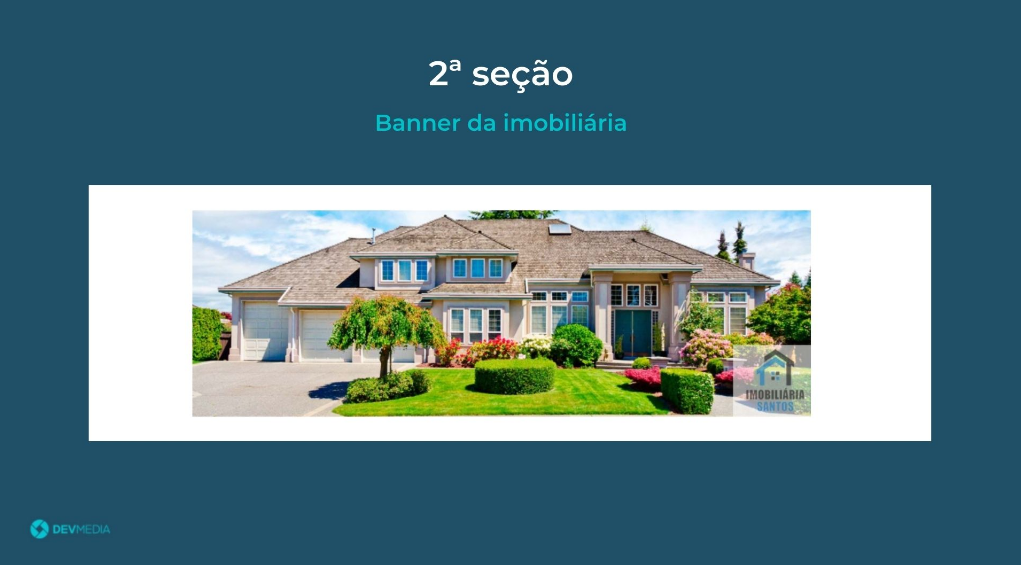 2ª seção
Banner da imobiliária
IMOBILIÁRIA
SANTOS
DEVMEDIA